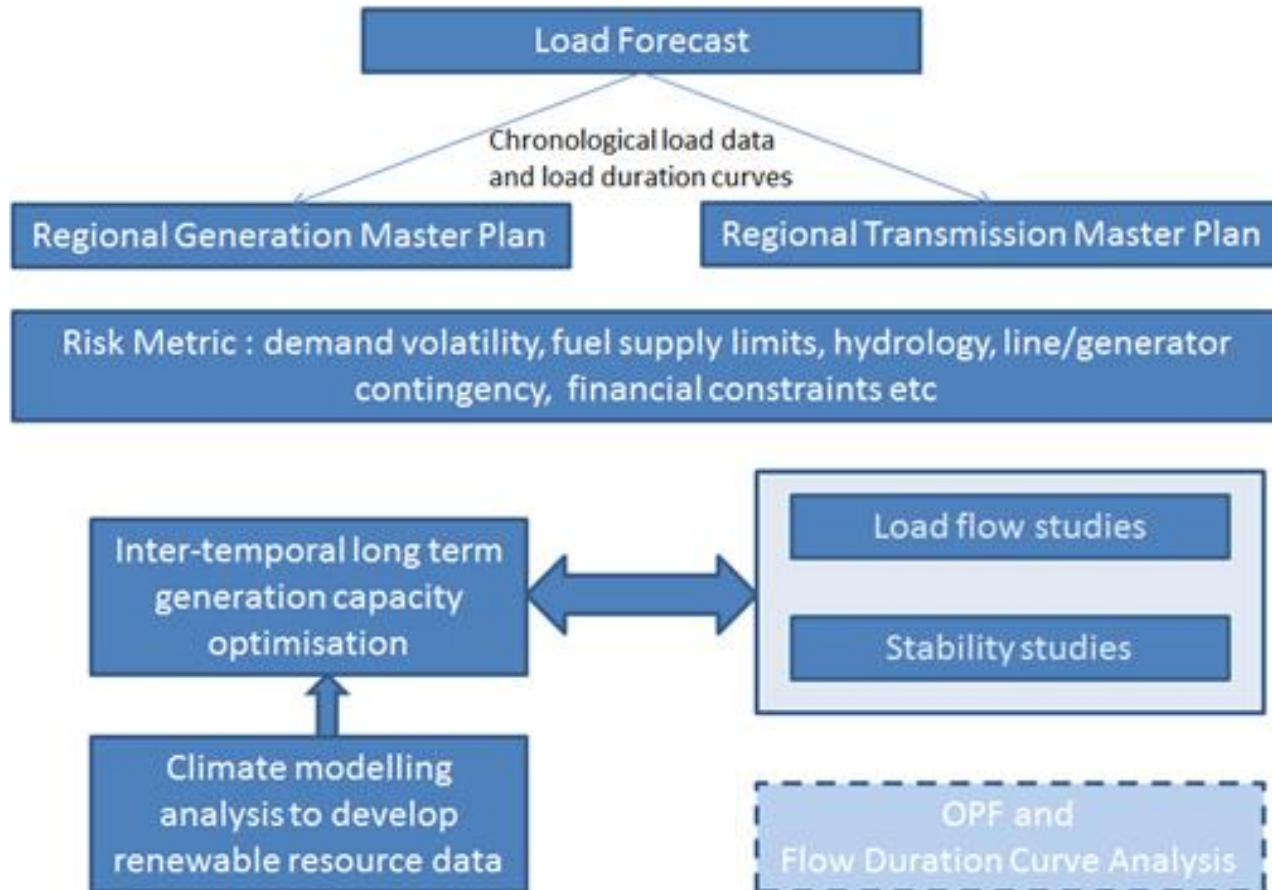 Load Forecast
Chronological load data
and load duration curves
Regional Generation Master Plan
Regional Transmission Master Plan
Risk Metric : demand volatility, fuel supply limits, hydrology, line/generator
contingency, financial constraints etc
Inter-temporal long term
generation capacity
optimisation
Load flow studies
Stability studies
Climate modelling
analysis to develop
renewable resource data
OPF and
Flow Duration Curve Analysis